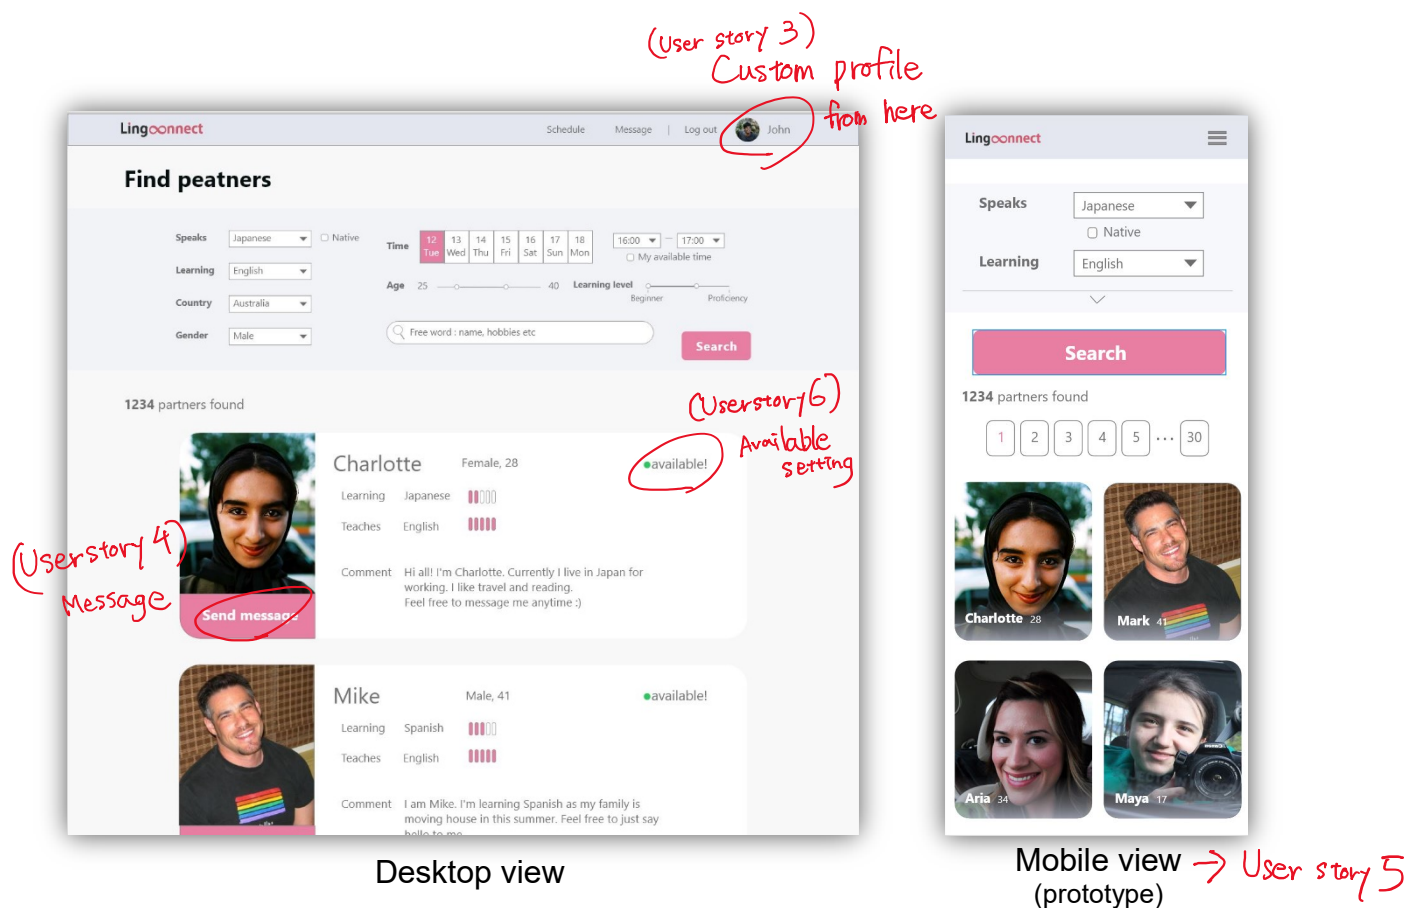 (User story 3)
Custom profile
from here
Lingoonnect
Schedule Message | Log out John
Find peatners
Speaks Japanese Native
Learning English
Country Australia
Gender Male
Time 12 Tue 13 Wed 14 Thu 15 Fri 16 Sat 17 Sun 18 Mon 16:00 — 17:00
My available time
Age 25 40 Learning level Beginner Proficiency
Free word : name, hobbies etc
Search
1234 partners found
(User story 6)
Available
setting
Charlotte Female, 28 available!
Learning Japanese
Teaches English
Comment Hi all! I'm Charlotte. Currently I live in Japan for
working. I like travel and reading.
Feel free to message me anytime :)
(User story 4)
Message
Send message
Mike Male, 41 available!
Learning Spanish
Teaches English
Comment I am Mike. I'm learning Spanish as my family is
moving house in this summer. Feel free to just say
hello to me
Desktop view
Lingoonnect
Speaks Japanese
Native
Learning English
Search
1234 partners found
1 2 3 4 5 ... 30
Charlotte 28
Mark 41
Aria 34
Maya 17
Mobile view → User story 5
(prototype)